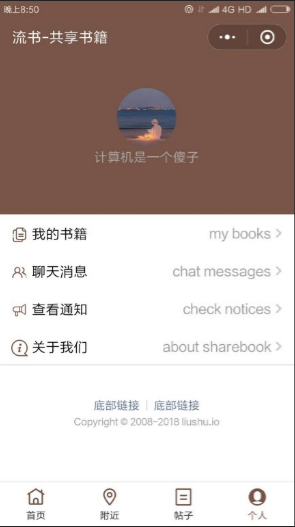 晚上8:50 4G HD
流书-共享书籍
计算机是一个傻子
我的书籍 my books
聊天消息 chat messages
查看通知 check notices
关于我们 about sharebook
底部链接 底部链接
Copyright © 2008-2018 liushu.io
首页 附近 帖子 个人